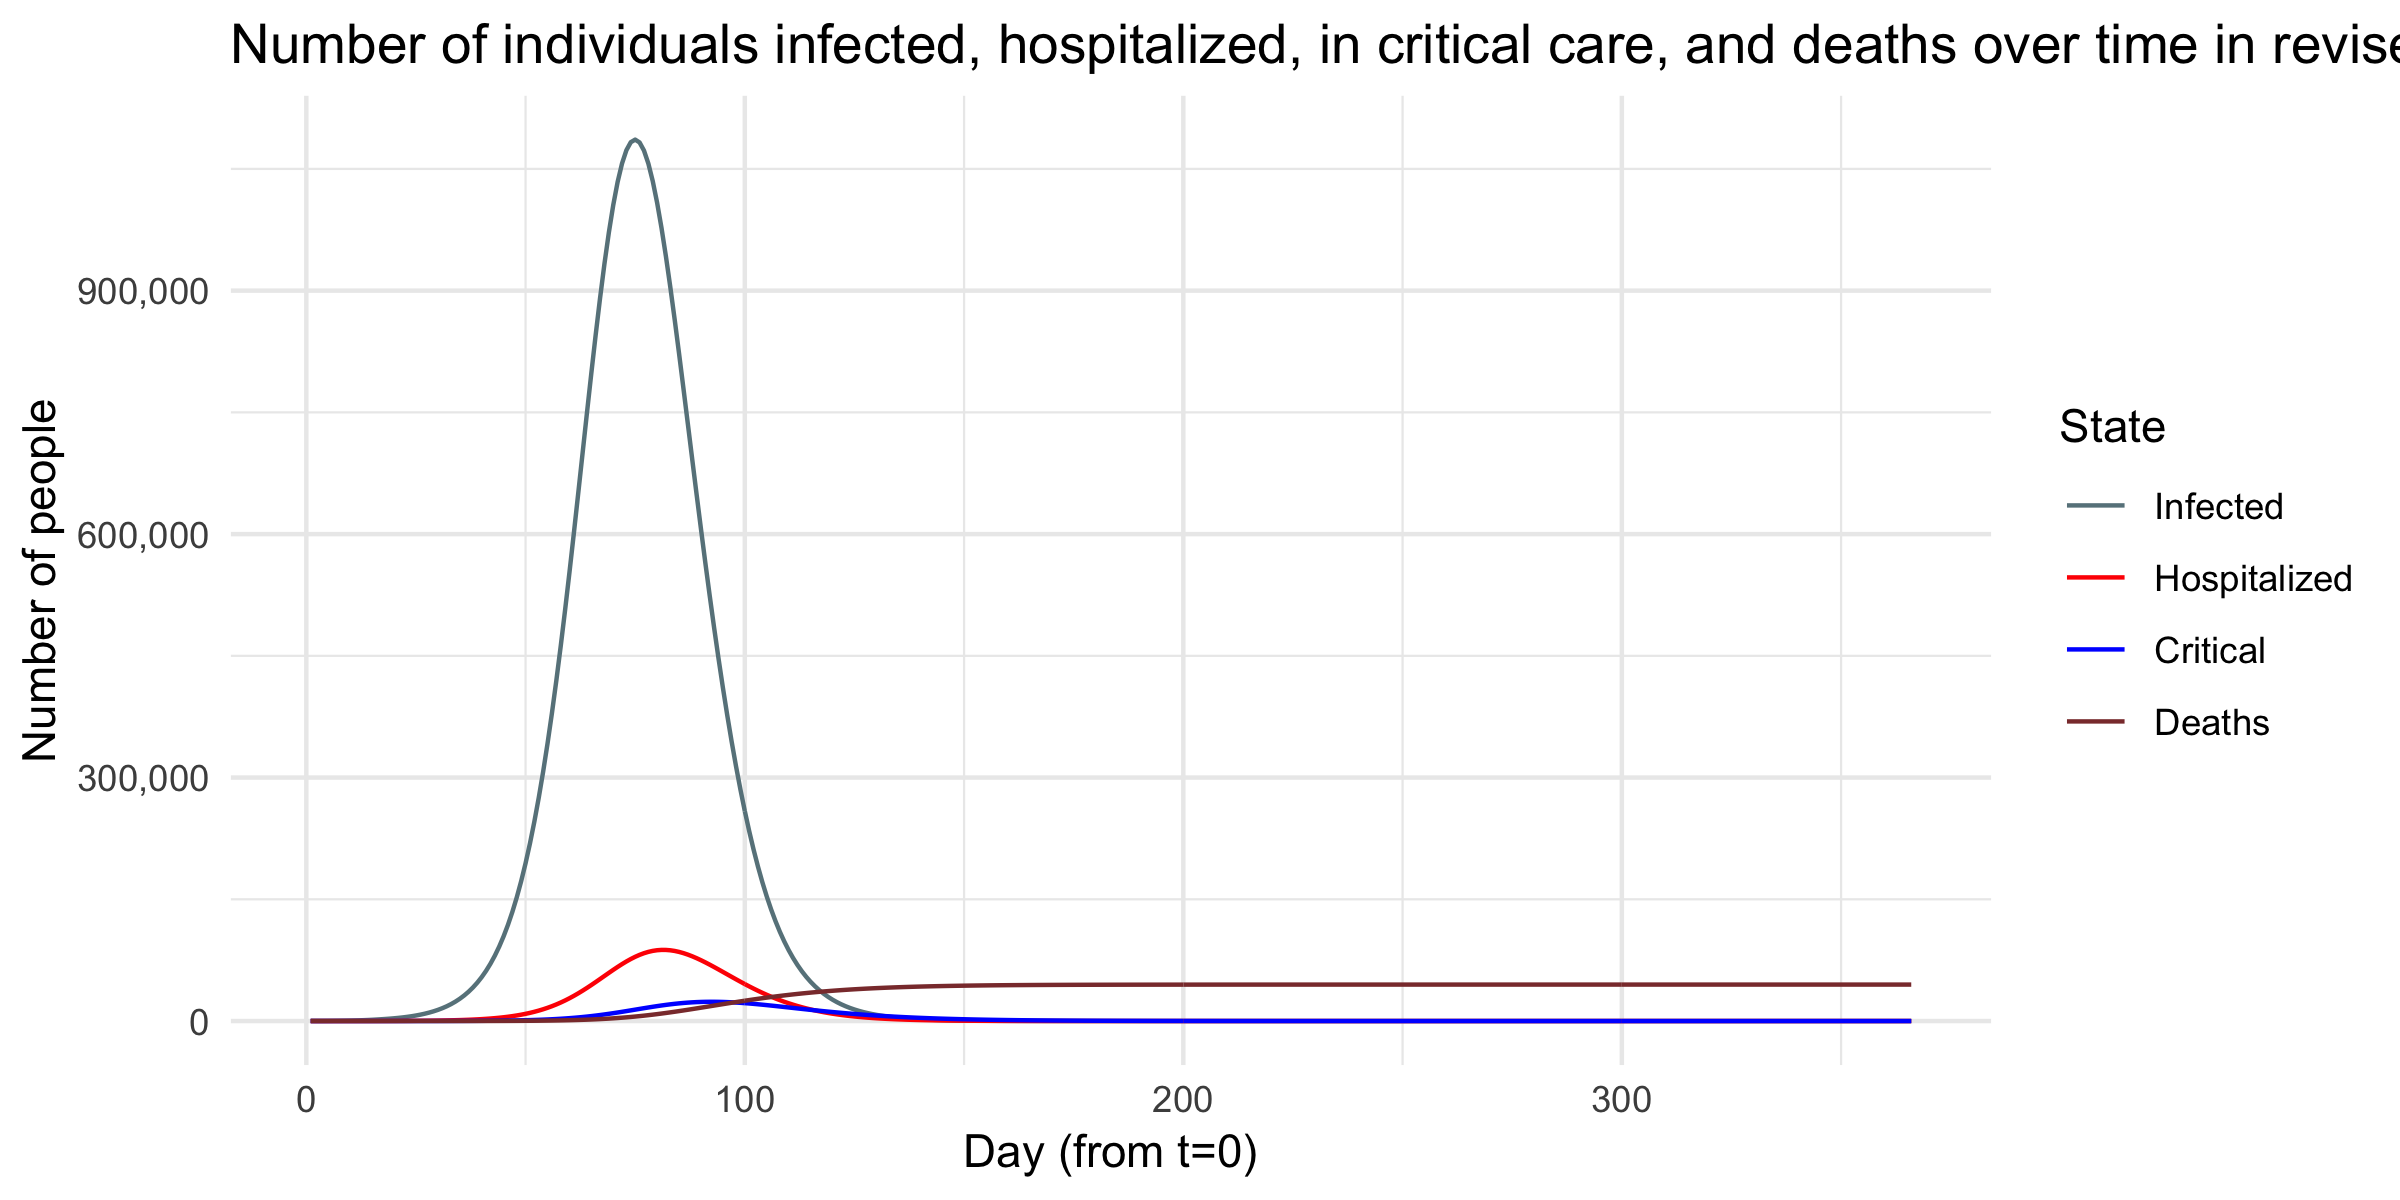 Number of individuals infected, hospitalized, in critical care, and deaths over time in revise
900,000
600,000
300,000
0
Number of people
0 100 200 300
Day (from t=0)
State
Infected
Hospitalized
Critical
Deaths